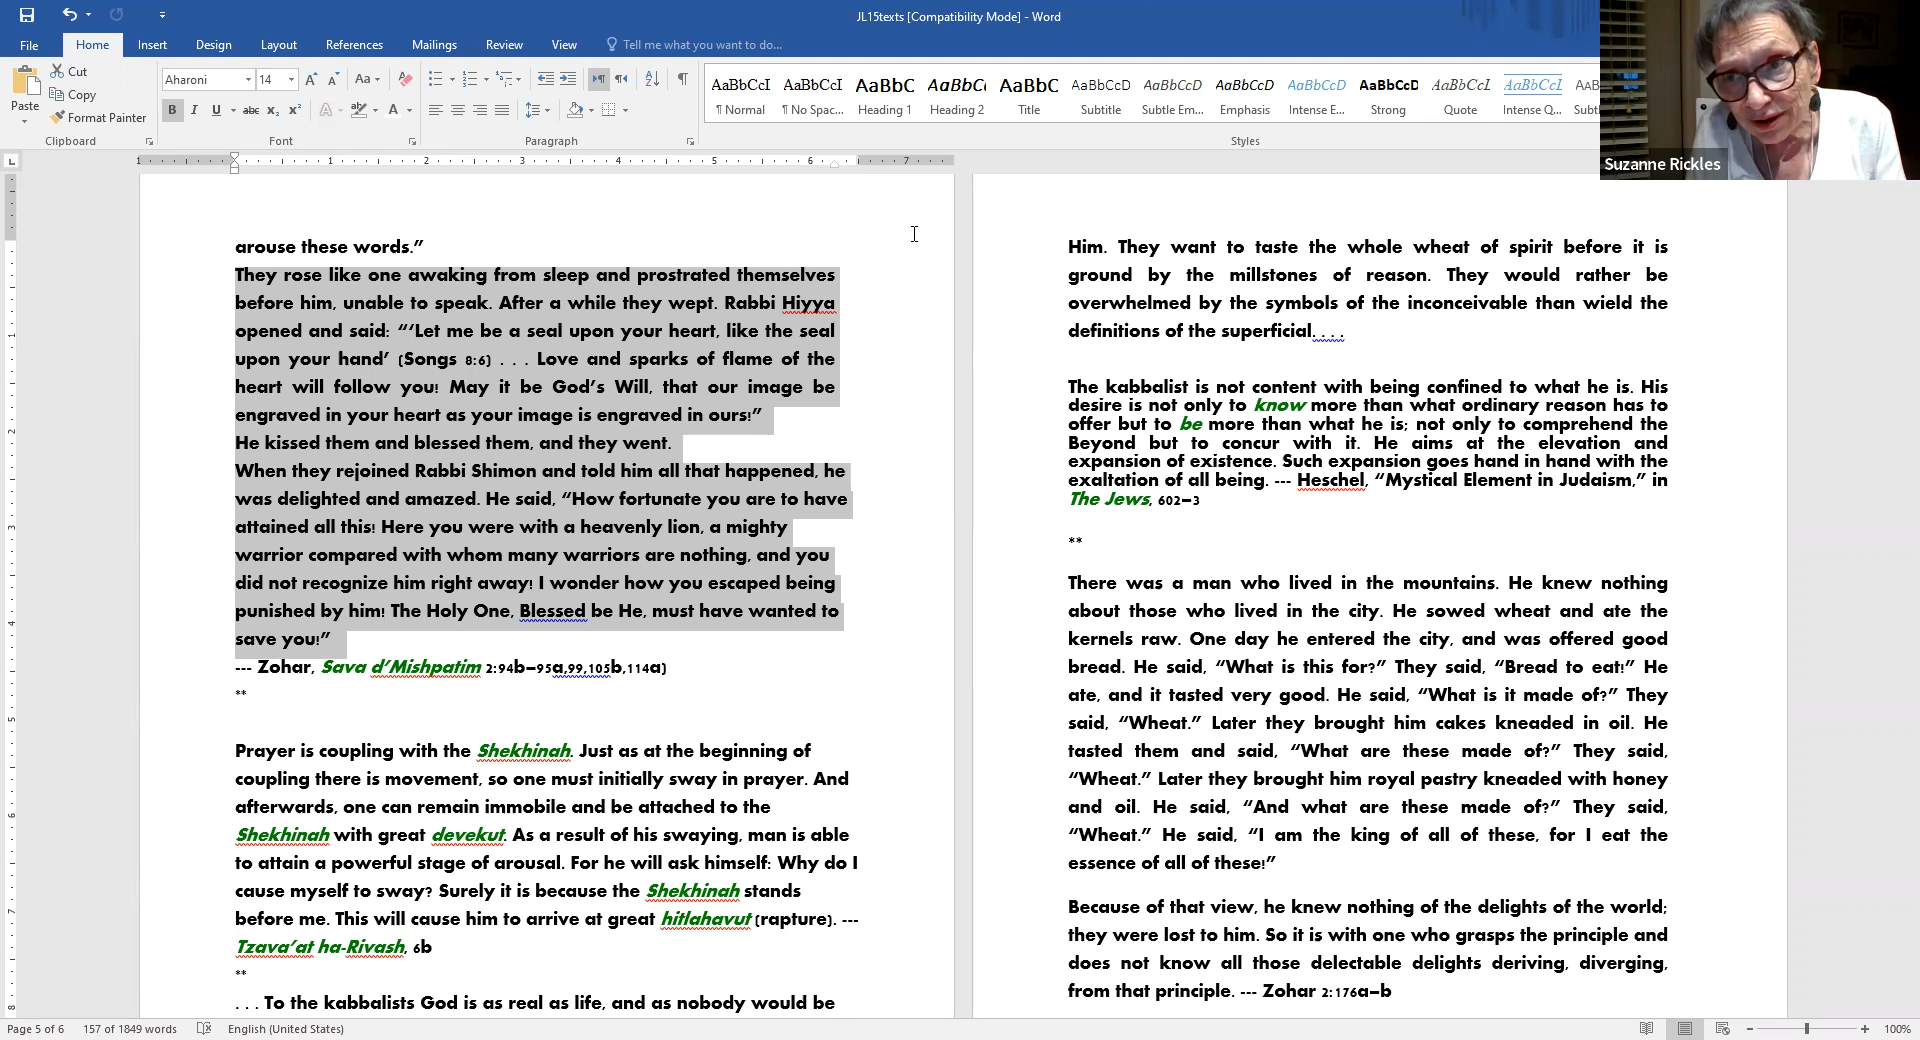 JL15texts [Compatibility Mode] - Word
File Home Insert Design Layout References Mailings Review View Tell me what you want to do...
Paste
Cut
Copy
Format Painter
Clipboard
Aharoni 14
Font
Paragraph
AaBbCcI AaBbCcI AaBbC AaBbC AaBbC AaBbCcD AaBbCcD AaBbCcD AaBbCcD AaBbCcD AaBbCcI AaBbCcI AaB
¶ Normal ¶ No Spac... Heading 1 Heading 2 Title Subtitle Subtle Em... Emphasis Intense E... Strong Quote Intense Q...
Styles
Suzanne Rickles
1 1 2 3 4 5 6 7
arouse these words.”
They rose like one awaking from sleep and prostrated themselves
before him, unable to speak. After a while they wept. Rabbi Hiyya
opened and said: “‘Let me be a seal upon your heart, like the seal
upon your hand’ (Songs 8:6) . . . Love and sparks of flame of the
heart will follow you! May it be God’s Will, that our image be
engraved in your heart as your image is engraved in ours!”
He kissed them and blessed them, and they went.
When they rejoined Rabbi Shimon and told him all that happened, he
was delighted and amazed. He said, “How fortunate you are to have
attained all this! Here you were with a heavenly lion, a mighty
warrior compared with whom many warriors are nothing, and you
did not recognize him right away! I wonder how you escaped being
punished by him! The Holy One, Blessed be He, must have wanted to
save you!”
--- Zohar, Sava d’Mishpatim 2:94b–95a,99,105b,114a)
**
Prayer is coupling with the Shekhinah. Just as at the beginning of
coupling there is movement, so one must initially sway in prayer. And
afterwards, one can remain immobile and be attached to the
Shekhinah with great devekut. As a result of his swaying, man is able
to attain a powerful stage of arousal. For he will ask himself: Why do I
cause myself to sway? Surely it is because the Shekhinah stands
before me. This will cause him to arrive at great hitlahavut (rapture). ---
Tzava’at ha-Rivash, 6b
**
. . . To the kabbalists God is as real as life, and as nobody would be
Him. They want to taste the whole wheat of spirit before it is
ground by the millstones of reason. They would rather be
overwhelmed by the symbols of the inconceivable than wield the
definitions of the superficial. . . .
The kabbalist is not content with being confined to what he is. His
desire is not only to know more than what ordinary reason has to
offer but to be more than what he is; not only to comprehend the
Beyond but to concur with it. He aims at the elevation and
expansion of existence. Such expansion goes hand in hand with the
exaltation of all being. --- Heschel, “Mystical Element in Judaism,” in
The Jews, 602–3
**
There was a man who lived in the mountains. He knew nothing
about those who lived in the city. He sowed wheat and ate the
kernels raw. One day he entered the city, and was offered good
bread. He said, “What is this for?” They said, “Bread to eat!” He
ate, and it tasted very good. He said, “What is it made of?” They
said, “Wheat.” Later they brought him cakes kneaded in oil. He
tasted them and said, “What are these made of?” They said,
“Wheat.” Later they brought him royal pastry kneaded with honey
and oil. He said, “And what are these made of?” They said,
“Wheat.” He said, “I am the king of all of these, for I eat the
essence of all of these!”
Because of that view, he knew nothing of the delights of the world;
they were lost to him. So it is with one who grasps the principle and
does not know all those delectable delights deriving, diverging,
from that principle. --- Zohar 2:176a–b
Page 5 of 6 157 of 1849 words English (United States) 100%